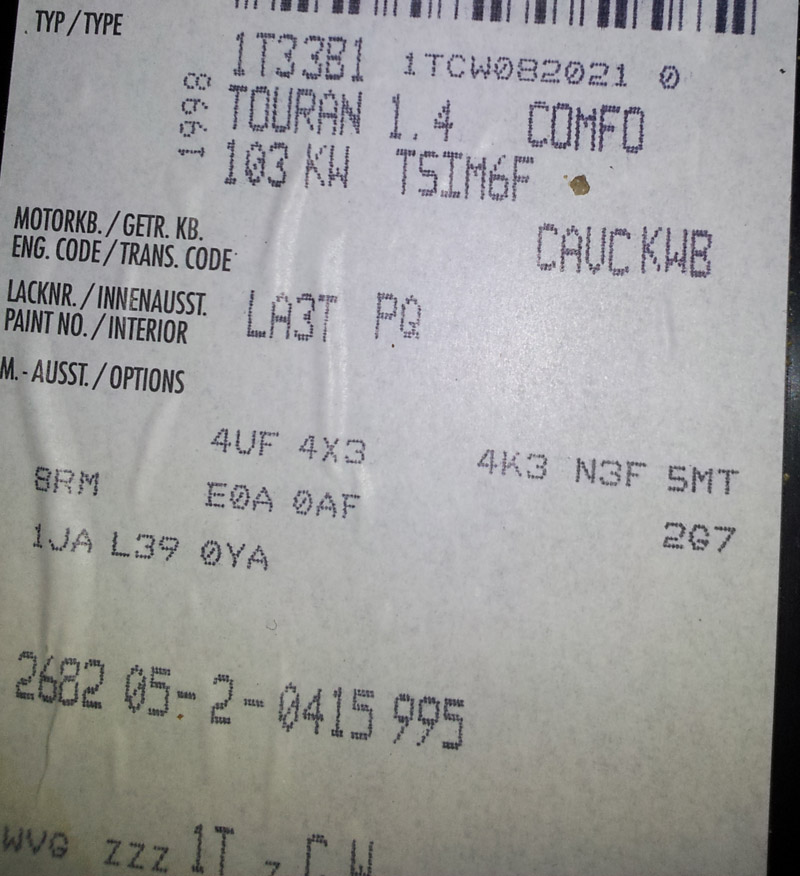 TYP / TYPE
1T33B1 1TCW082021 0
1998
TOURAN 1.4 COMFO
103 KW TSIM6F
MOTORKB. / GETR. KB.
ENG. CODE / TRANS. CODE
CAVC KWB
LACKNR. / INNENAUSST.
PAINT NO. / INTERIOR
LA3T PQ
M. - AUSST. / OPTIONS
4UF 4X3 4K3 N3F 5MT
8RM E0A 0AF 2G7
1JA L39 0YA
2682 05-2-0415 995
WVG ZZZ 1T Z C W